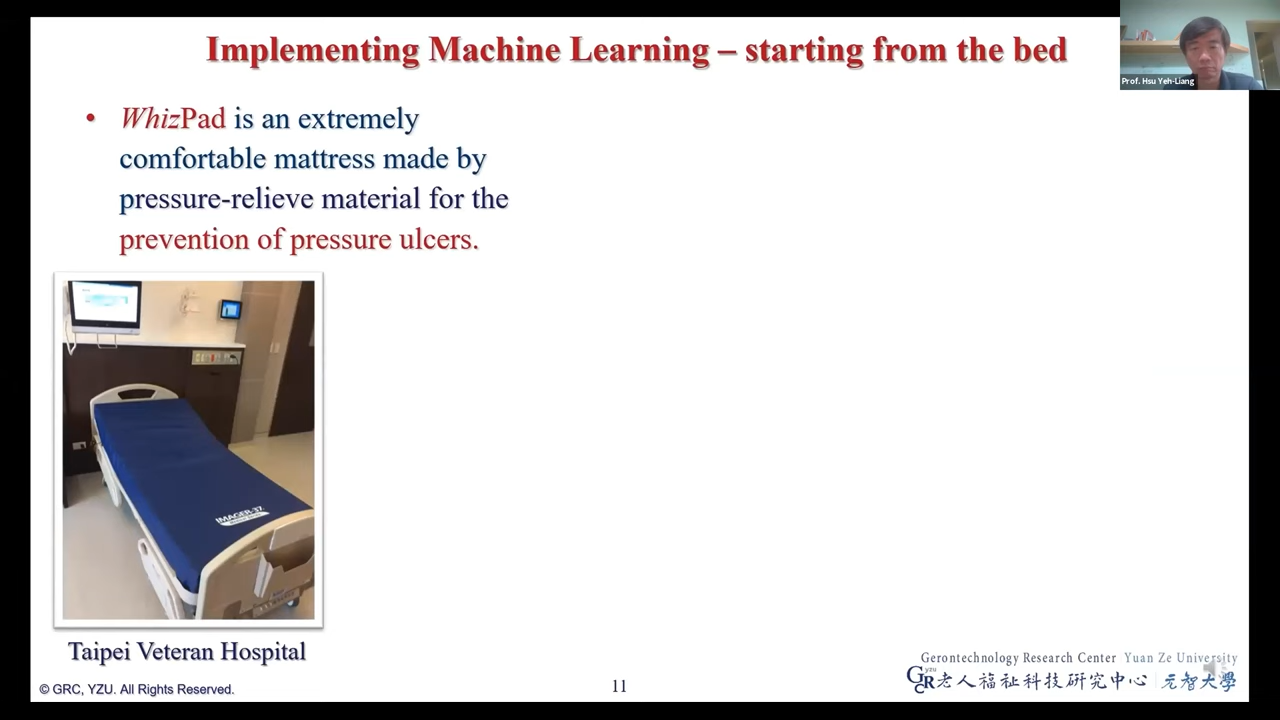 Implementing Machine Learning – starting from the bed
Prof. Hsu Yeh-Liang
• WhizPad is an extremely
comfortable mattress made by
pressure-relieve material for the
prevention of pressure ulcers.
IMAGER-37
Taipei Veteran Hospital
Gerontechnology Research Center Yuan Ze University
GRC yzu 老人福祉科技研究中心 元智大學
© GRC, YZU. All Rights Reserved.
11